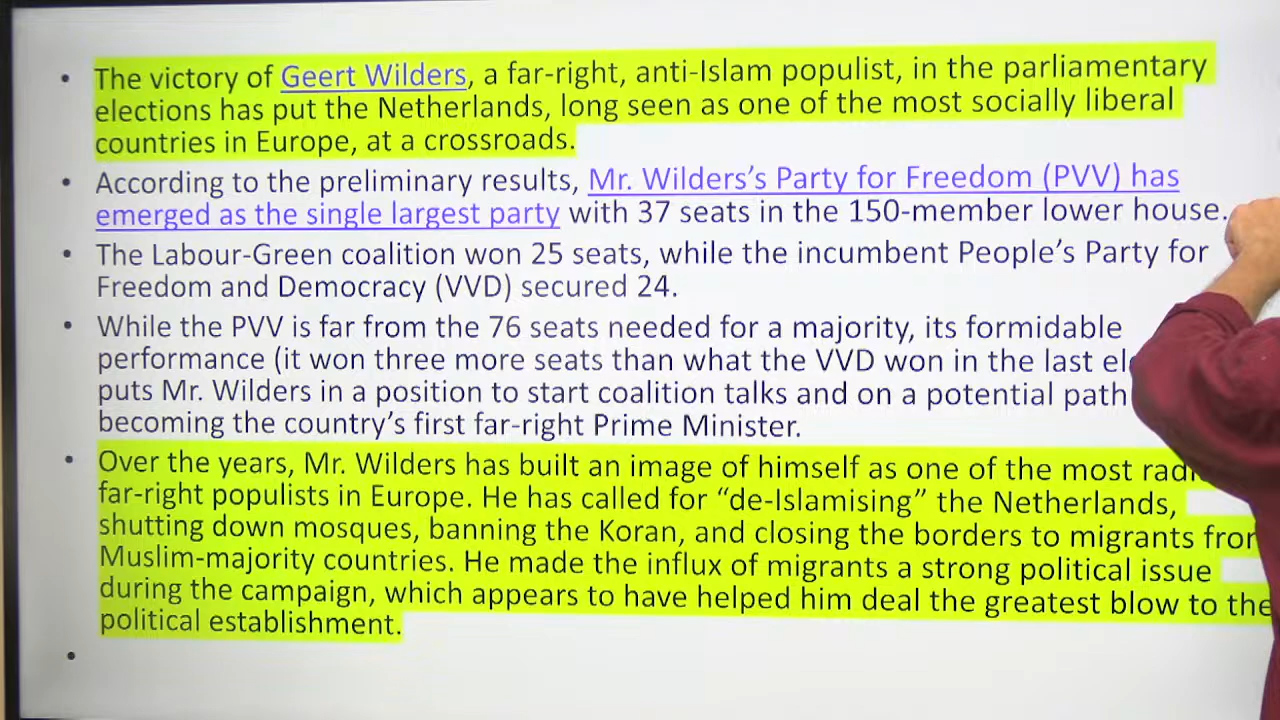 • The victory of Geert Wilders, a far-right, anti-Islam populist, in the parliamentary
elections has put the Netherlands, long seen as one of the most socially liberal
countries in Europe, at a crossroads.
• According to the preliminary results, Mr. Wilders's Party for Freedom (PVV) has
emerged as the single largest party with 37 seats in the 150-member lower house.
• The Labour-Green coalition won 25 seats, while the incumbent People's Party for
Freedom and Democracy (VVD) secured 24.
• While the PVV is far from the 76 seats needed for a majority, its formidable
performance (it won three more seats than what the VVD won in the last
puts Mr. Wilders in a position to start coalition talks and on a potential path
becoming the country's first far-right Prime Minister.
• Over the years, Mr. Wilders has built an image of himself as one of the most
far-right populists in Europe. He has called for “de-Islamising” the Netherlands,
shutting down mosques, banning the Koran, and closing the borders to migrants
Muslim-majority countries. He made the influx of migrants a strong political issue
during the campaign, which appears to have helped him deal the greatest blow to the
political establishment.
•